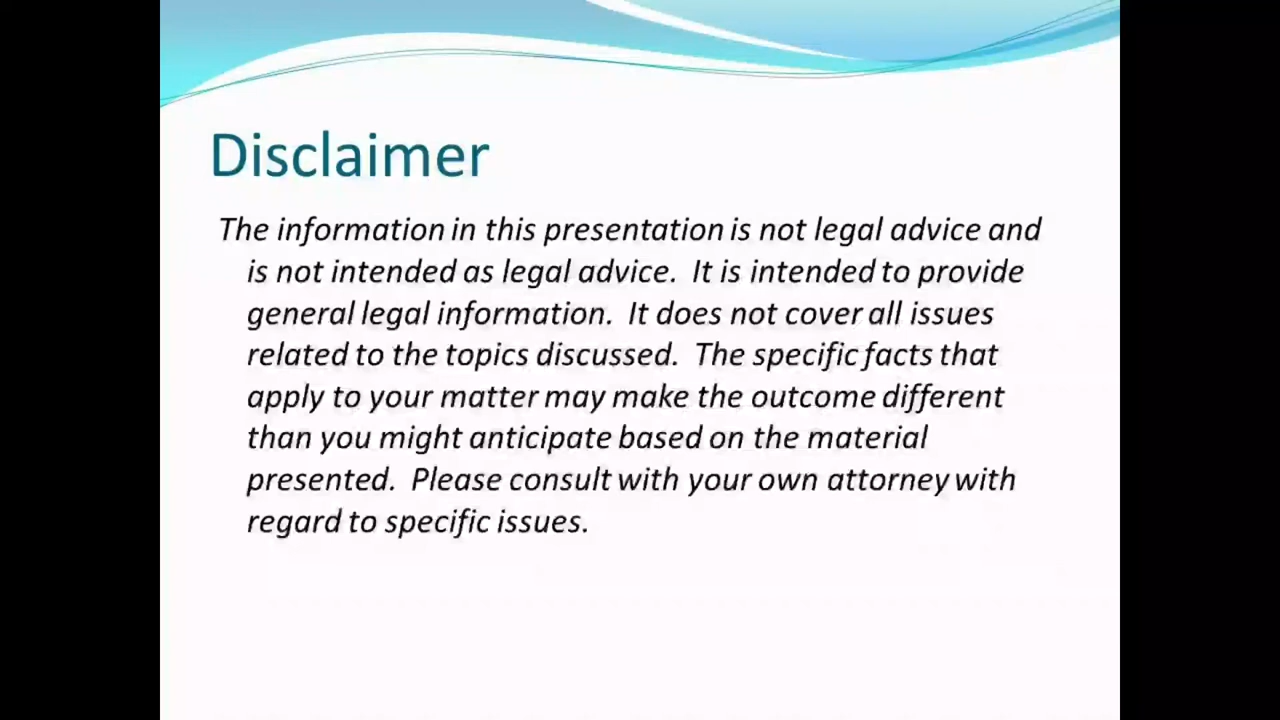 Disclaimer
The information in this presentation is not legal advice and
is not intended as legal advice.  It is intended to provide
general legal information.  It does not cover all issues
related to the topics discussed.  The specific facts that
apply to your matter may make the outcome different
than you might anticipate based on the material
presented.  Please consult with your own attorney with
regard to specific issues.